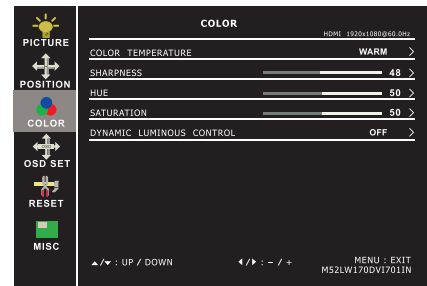 COLOR
HDMI 1920x1080@60.0Hz
PICTURE
POSITION
COLOR
OSD SET
RESET
MISC
COLOR TEMPERATURE WARM >
SHARPNESS 48 >
HUE 50 >
SATURATION 50 >
DYNAMIC LUMINOUS CONTROL OFF >
▲/▼ : UP / DOWN ◀/▶ : – / + MENU : EXIT
M52LW170DVI701IN